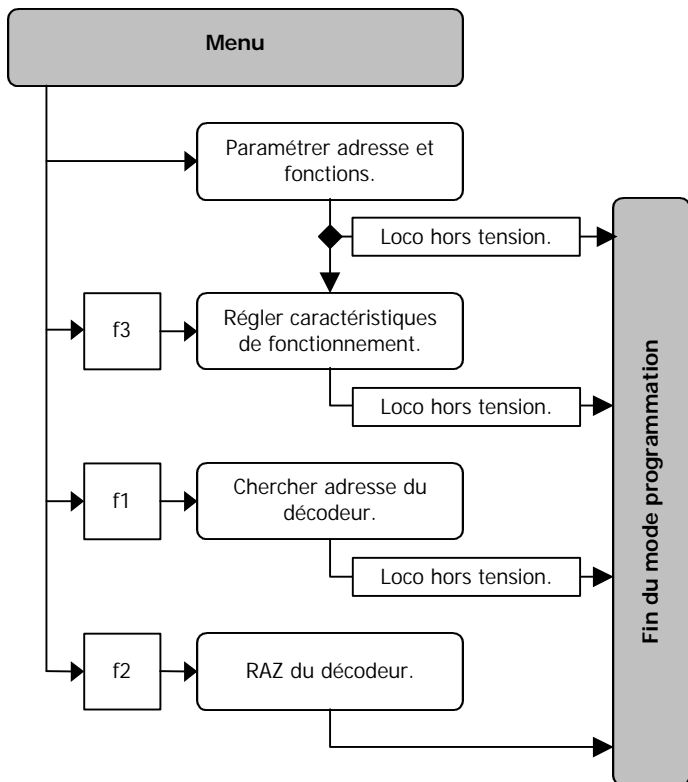 Menu
Paramétrer adresse et
fonctions.
Loco hors tension.
f3
Régler caractéristiques
de fonctionnement.
Loco hors tension.
f1
Chercher adresse du
décodeur.
Loco hors tension.
f2
RAZ du décodeur.
Fin du mode programmation